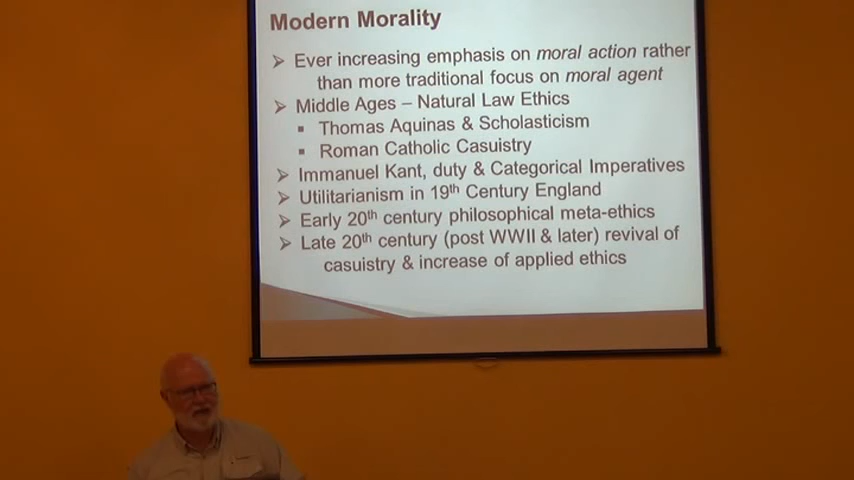 Modern Morality
➢ Ever increasing emphasis on moral action rather
than more traditional focus on moral agent
➢ Middle Ages – Natural Law Ethics
▪ Thomas Aquinas & Scholasticism
▪ Roman Catholic Casuistry
➢ Immanuel Kant, duty & Categorical Imperatives
➢ Utilitarianism in 19th Century England
➢ Early 20th century philosophical meta-ethics
➢ Late 20th century (post WWII & later) revival of
casuistry & increase of applied ethics